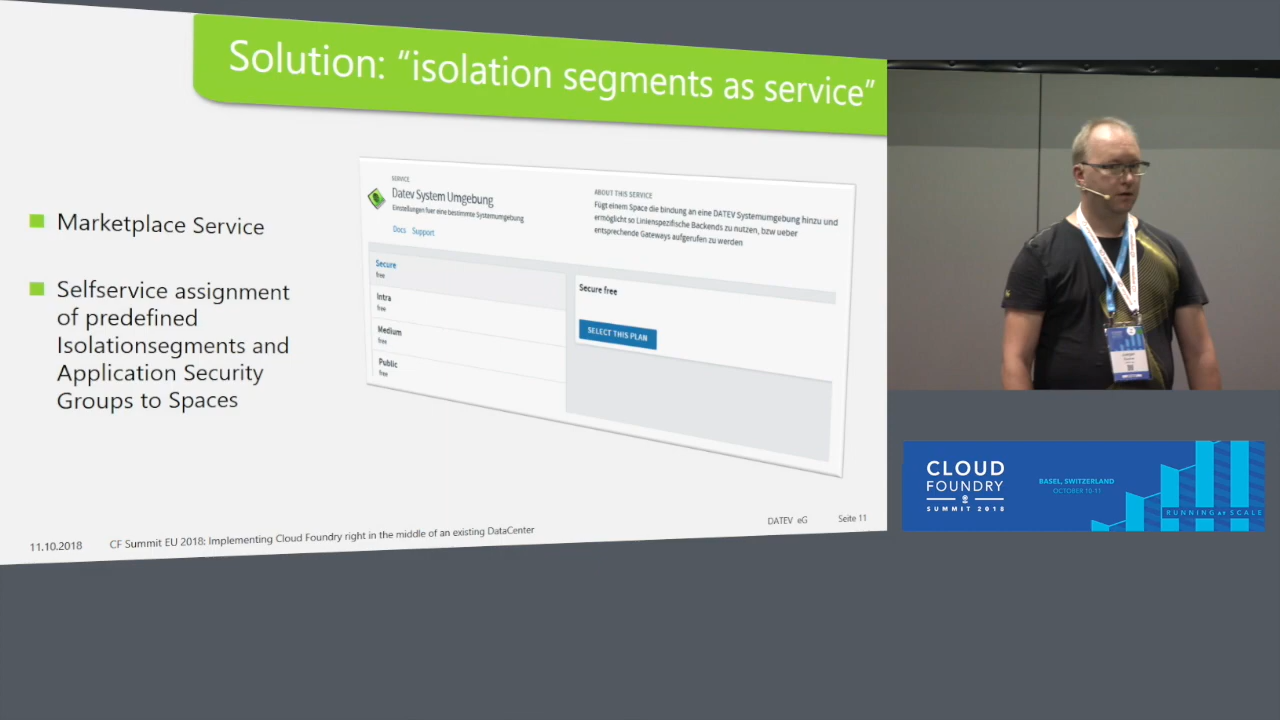 Solution: "isolation segments as service"
Marketplace Service
Selfservice assignment
of predefined
Isolationsegments and
Application Security
Groups to Spaces
SERVICE
Datev System Umgebung
Einstellungen fuer eine bestimmte Systemumgebung
Docs Support
ABOUT THIS SERVICE
Fügt einem Space die bindung an eine DATEV Systemumgebung hinzu und
ermöglicht so Linienspezifische Backends zu nutzen, bzw ueber
entsprechende Gateways aufgerufen zu werden
Secure
free
Intra
free
Medium
free
Public
free
Secure free
SELECT THIS PLAN
11.10.2018
CF Summit EU 2018: Implementing Cloud Foundry right in the middle of an existing DataCenter
DATEV eG
Seite 11
CLOUD
FOUNDRY
SUMMIT 2018
BASEL, SWITZERLAND
OCTOBER 10-11
RUNNING AT SCALE